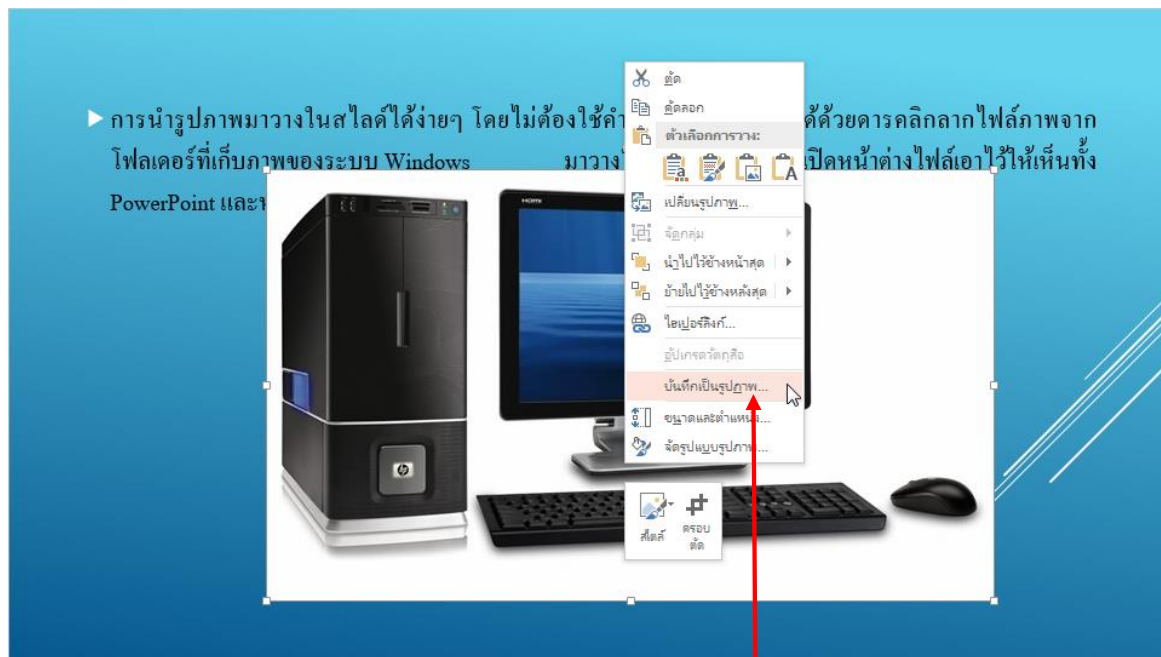 การนำรูปภาพมาวางในสไลด์ได้ง่ายๆ โดยไม่ต้องใช้คำ ด้ด้วยดารคลิกลากไฟล์ภาพจาก
โฟลเดอร์ที่เก็บภาพของระบบ Windows มาวาง เปิดหน้าต่างไฟล์เอาไว้ให้เห็นทั้ง
PowerPoint และ
ตัด
คัดลอก
ตัวเลือกการวาง:
เปลี่ยนรูปภาพ...
จัดกลุ่ม
นำไปไว้ข้างหน้าสุด
ย้ายไปไว้ข้างหลังสุด
ไฮเปอร์ลิงก์...
อัปเกรดวัตถุสื่อ
บันทึกเป็นรูปภาพ...
ขนาดและตำแหน่ง...
จัดรูปแบบรูปภาพ...
สไตล์
ครอบ
ตัด
HDMI
hp